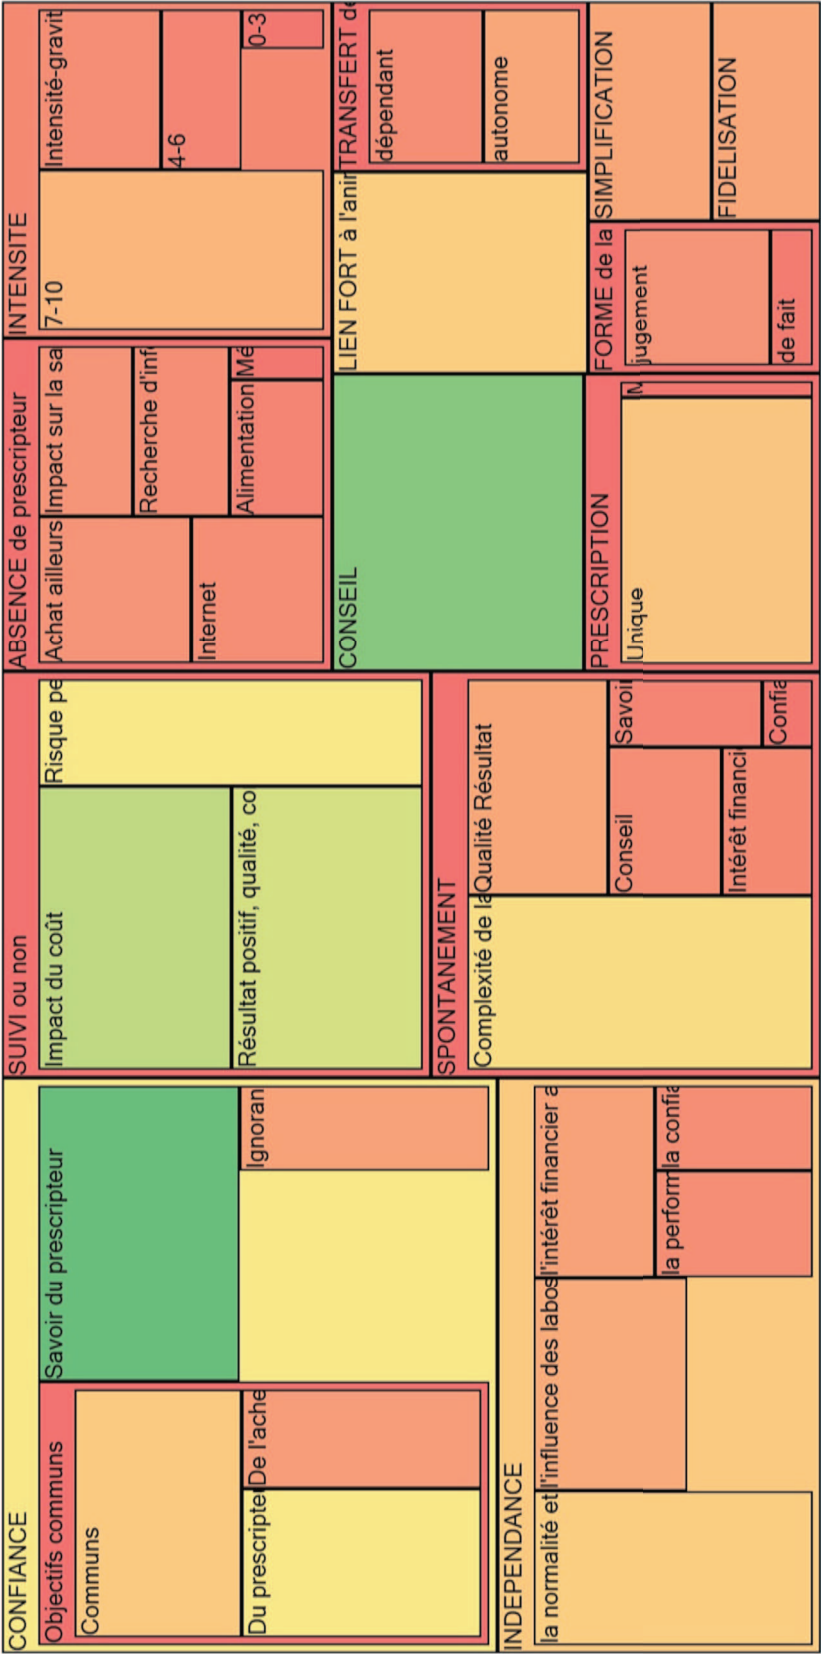 CONFIANCE
Objectifs communs
Communs
Du prescripte
De l'ache
Savoir du prescripteur
Ignoran
INDEPENDANCE
la normalité et
l'influence des labos
l'intérêt financier a
la perform
la confia
SUIVI ou non
Impact du coût
Résultat positif, qualité, co
Risque pe
SPONTANEMENT
Complexité de la
Qualité Résultat
Conseil
Savoir
Intérêt financi
Confia
ABSENCE de prescripteur
Achat ailleurs
Internet
Impact sur la sa
Recherche d'inf
Alimentation
Mé
CONSEIL
PRESCRIPTION
Unique
M
INTENSITE
7-10
Intensité-gravit
4-6
0-3
LIEN FORT à l'anim
TRANSFERT de
dépendant
autonome
FORME de la
jugement
de fait
SIMPLIFICATION
FIDELISATION